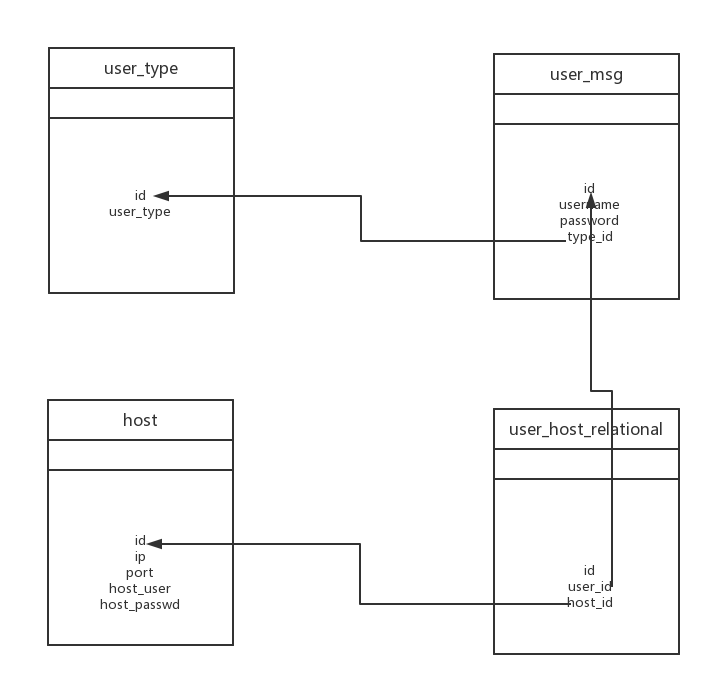 user_type
id
user_type
user_msg
id
username
password
type_id
host
id
ip
port
host_user
host_passwd
user_host_relational
id
user_id
host_id